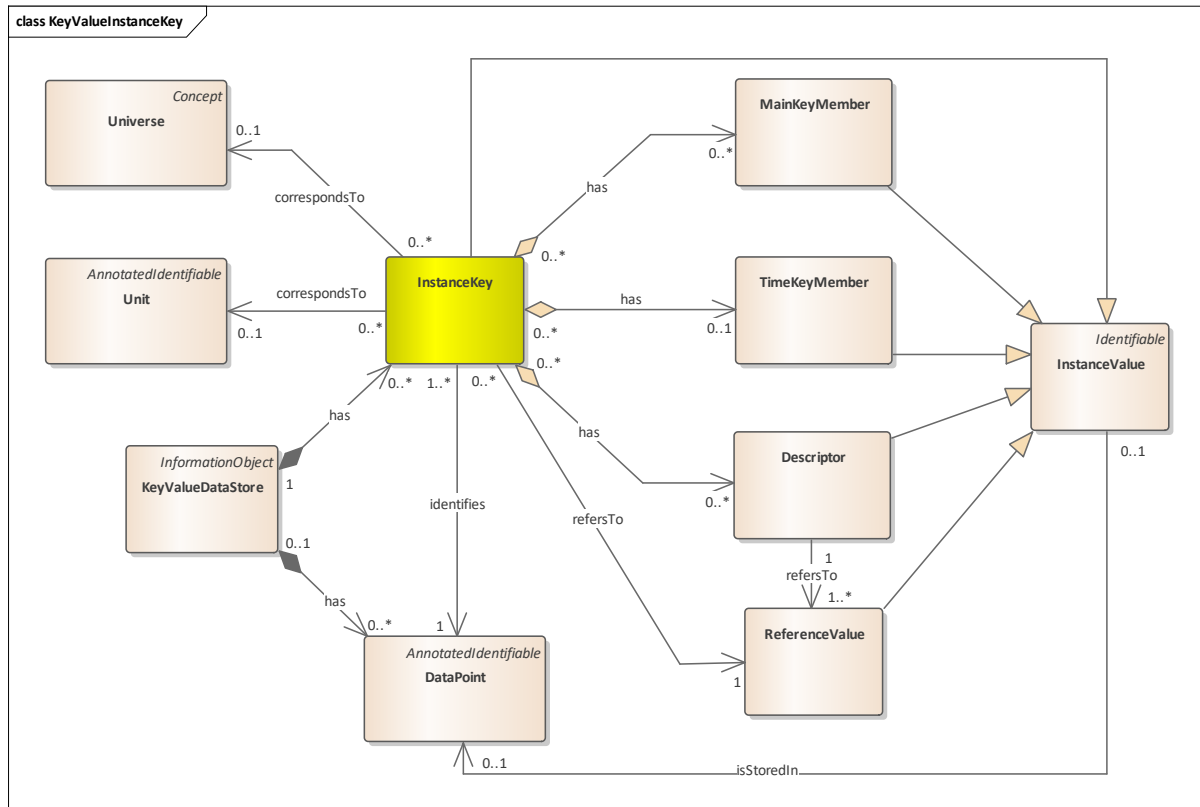 class KeyValueInstanceKey
Concept
Universe
0..1
correspondsTo
0..*
AnnotatedIdentifiable
Unit
correspondsTo
0..1
0..*
InstanceKey
MainKeyMember
0..*
has
0..*
TimeKeyMember
has
0..1
0..*
Identifiable
InstanceValue
0..1
0..*
has
0..*
Descriptor
1
refersTo
1..*
ReferenceValue
0..*
1..*
0..*
has
1
InformationObject
KeyValueDataStore
0..1
has
0..*
identifies
1
refersTo
1
AnnotatedIdentifiable
DataPoint
0..1
isStoredIn